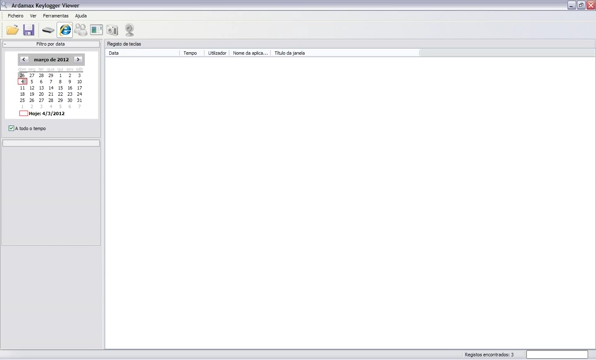 Ardamax Keylogger Viewer
Ficheiro Ver Ferramentas Ajuda
Filtro por data
Registo de teclas
Data Tempo Utilizador Nome da aplica... Título da janela
março de 2012
26 27 28 29 1 2 3
4 5 6 7 8 9 10
11 12 13 14 15 16 17
18 19 20 21 22 23 24
25 26 27 28 29 30 31
1 2 3 4 5 6 7
Hoje: 4/3/2012
A todo o tempo
Registos encontrados: 3